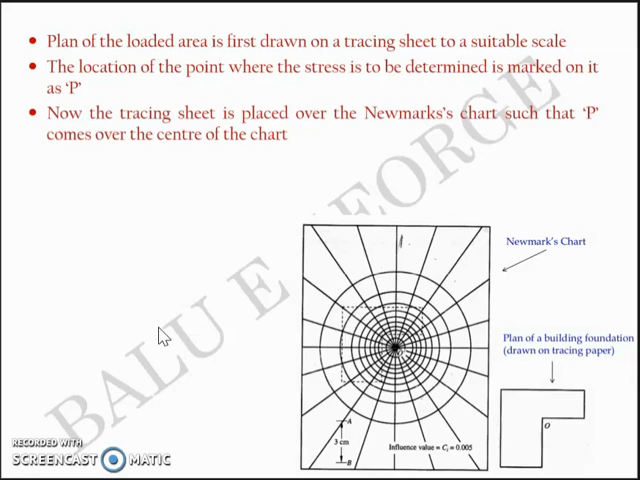 • Plan of the loaded area is first drawn on a tracing sheet to a suitable scale
• The location of the point where the stress is to be determined is marked on it
as 'P'
• Now the tracing sheet is placed over the Newmarks's chart such that 'P'
comes over the centre of the chart
BALU E GEORGE
Newmark's Chart
Plan of a building foundation
(drawn on tracing paper)
O
A
3 cm
B
Influence value = Cᵢ = 0.005
RECORDED WITH
SCREENCAST MATIC